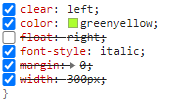 clear: left;
color: greenyellow;
float: right;
font-style: italic;
margin: 0;
width: 300px;
}